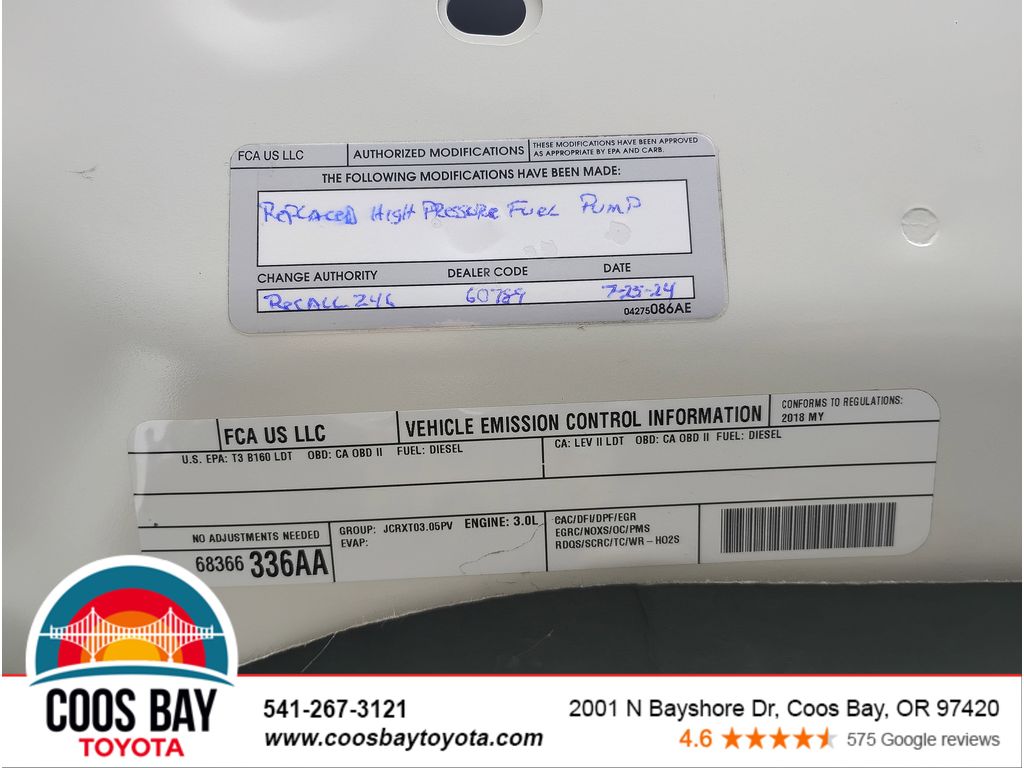 FCA US LLC
AUTHORIZED MODIFICATIONS
THESE MODIFICATIONS HAVE BEEN APPROVED
AS APPROPRIATE BY EPA AND CARB.
THE FOLLOWING MODIFICATIONS HAVE BEEN MADE:
REPLACED HIGH PRESSURE FUEL PUMP
CHANGE AUTHORITY DEALER CODE DATE
RECALL Z46 60789 7-25-24
04275086AE
FCA US LLC
VEHICLE EMISSION CONTROL INFORMATION
CONFORMS TO REGULATIONS:
2018 MY
U.S. EPA: T3 B160 LDT OBD: CA OBD II FUEL: DIESEL
CA: LEV II LDT OBD: CA OBD II FUEL: DIESEL
NO ADJUSTMENTS NEEDED
68366 336AA
GROUP: JCRXT03.05PV ENGINE: 3.0L
EVAP:
CAC/DFI/DPF/EGR
EGRC/NOXS/OC/PMS
RDQS/SCRC/TC/WR-HO2S
COOS BAY
TOYOTA
541-267-3121
www.coosbaytoyota.com
2001 N Bayshore Dr, Coos Bay, OR 97420
4.6 575 Google reviews